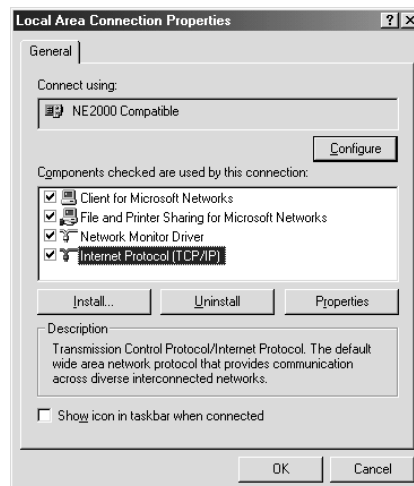 Local Area Connection Properties
General
Connect using:
NE2000 Compatible
Configure
Components checked are used by this connection:
Client for Microsoft Networks
File and Printer Sharing for Microsoft Networks
Network Monitor Driver
Internet Protocol (TCP/IP)
Install...
Uninstall
Properties
Description
Transmission Control Protocol/Internet Protocol. The default
wide area network protocol that provides communication
across diverse interconnected networks.
Show icon in taskbar when connected
OK
Cancel